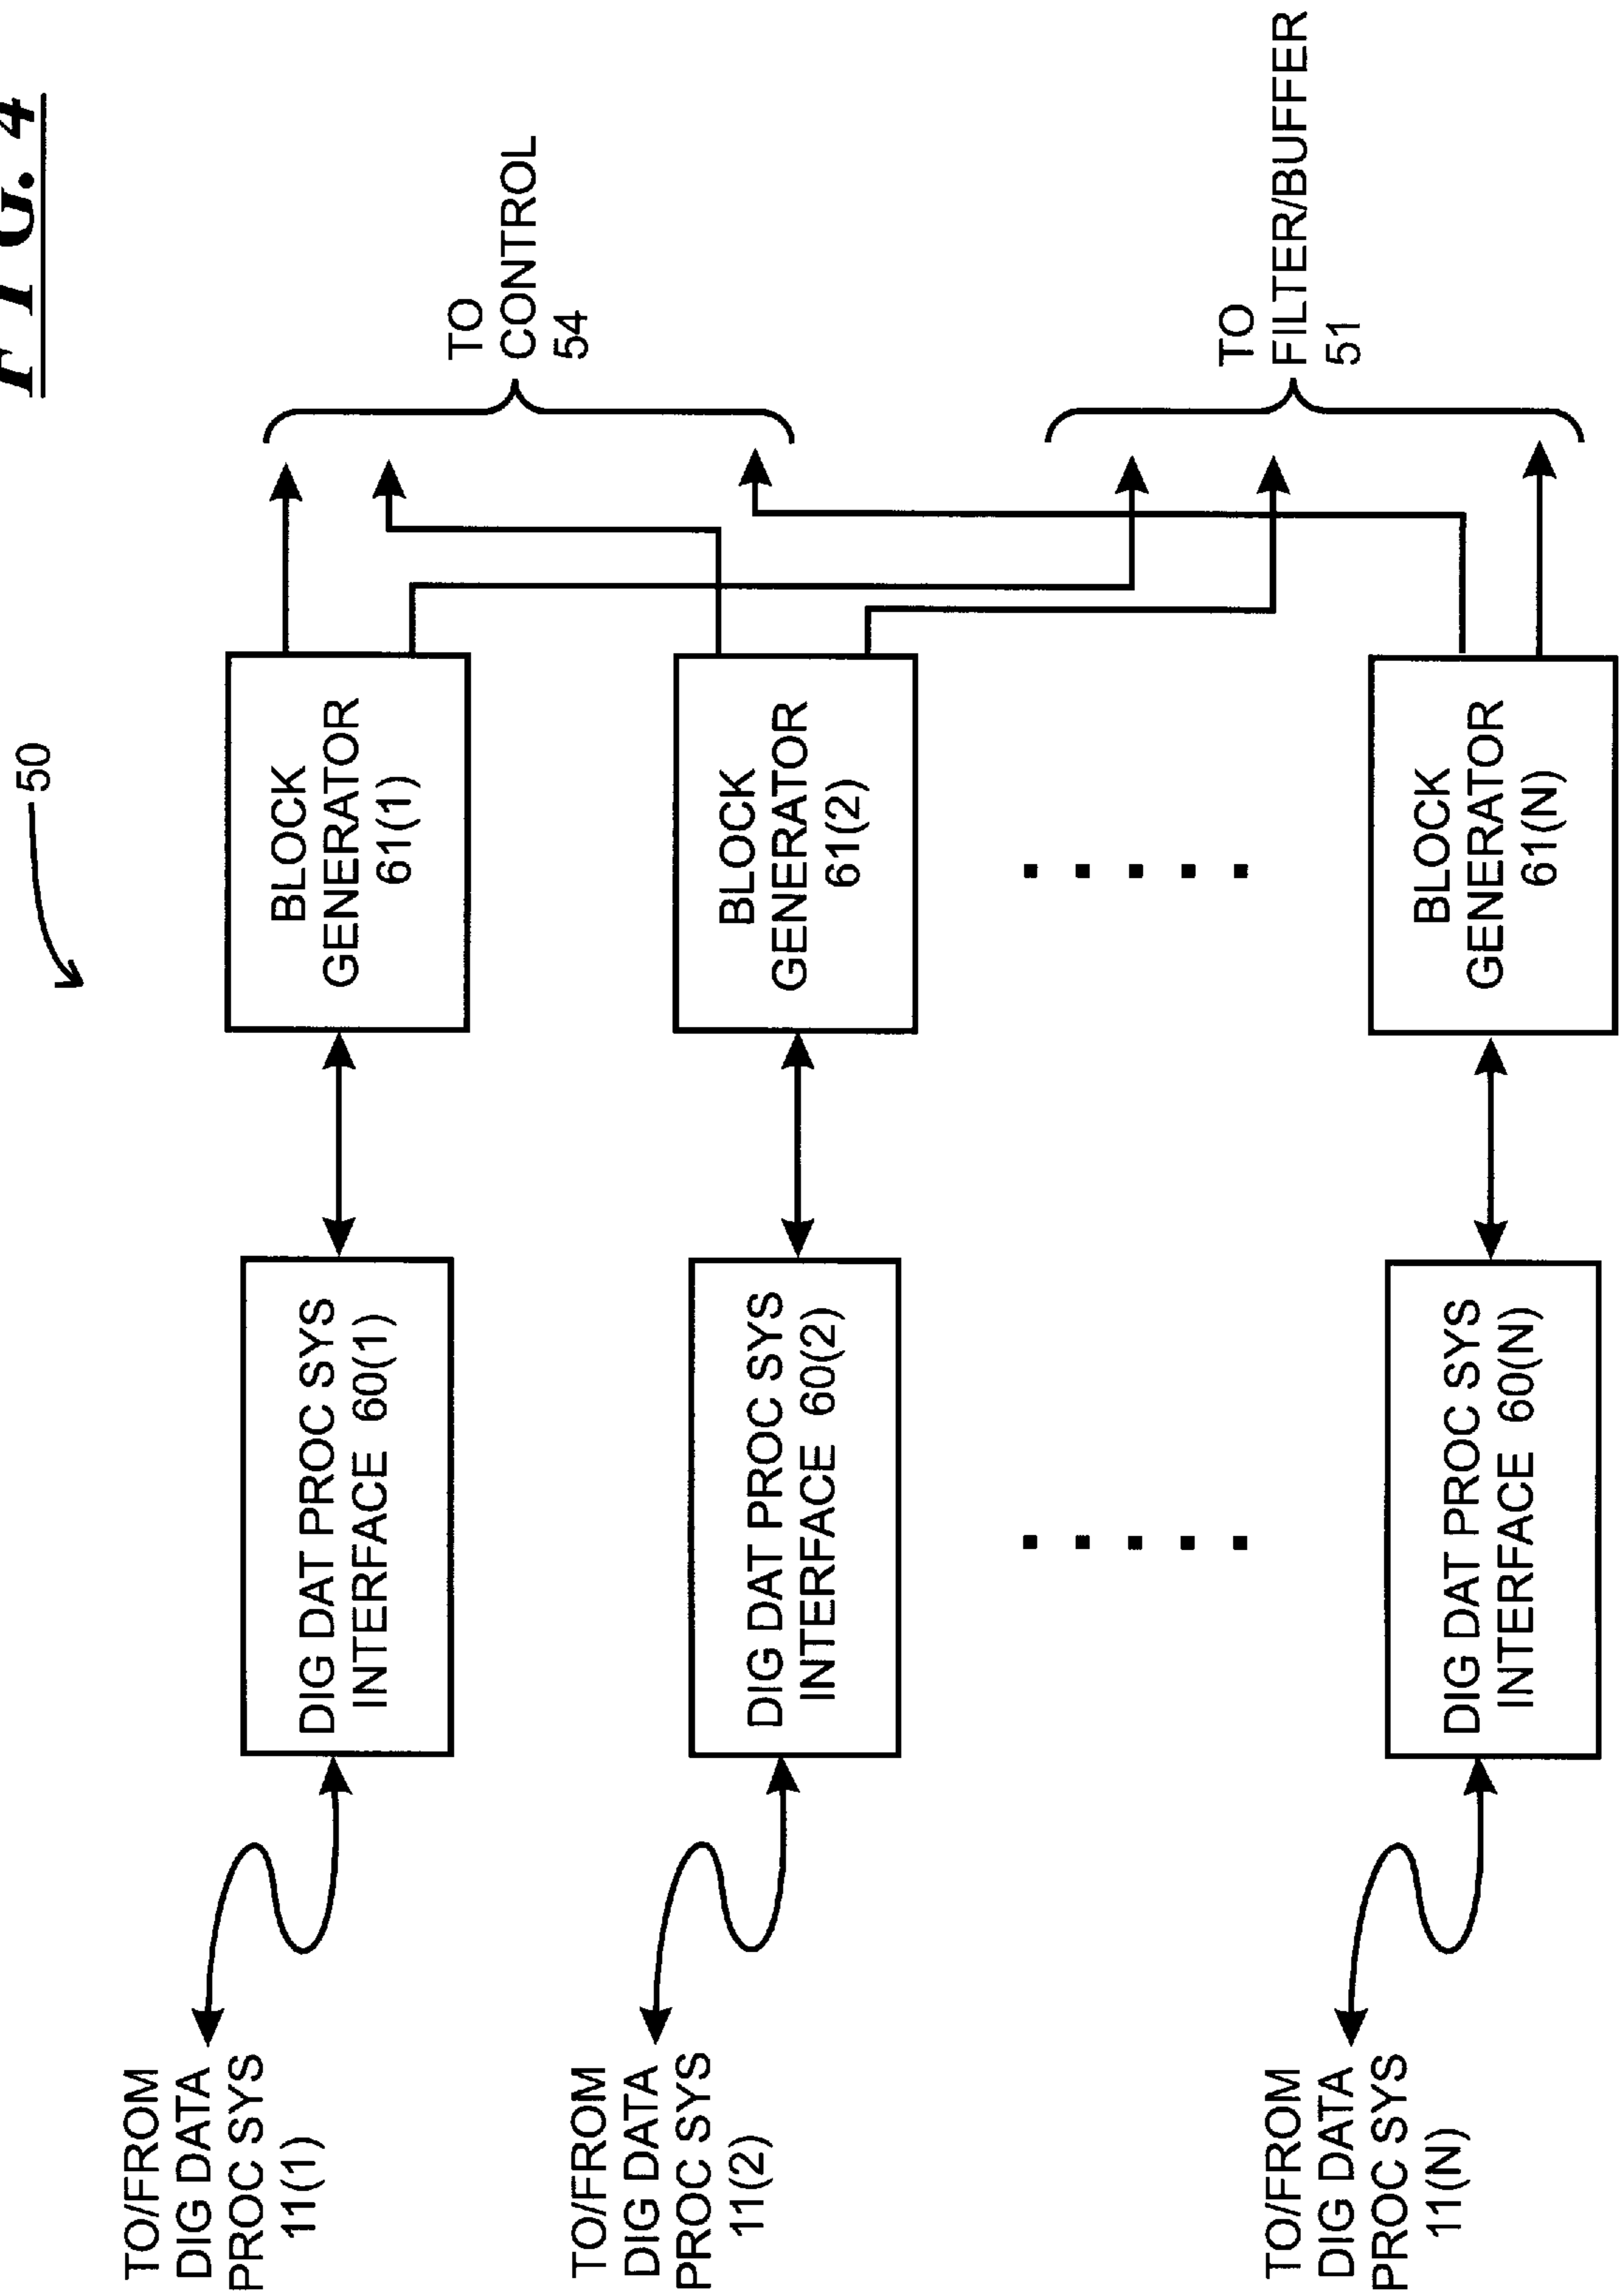 F I G. 4
50
TO/FROM
DIG DATA
PROC SYS
11(1)
DIG DAT PROC SYS
INTERFACE 60(1)
BLOCK
GENERATOR
61(1)
TO
CONTROL
54
TO/FROM
DIG DATA
PROC SYS
11(2)
DIG DAT PROC SYS
INTERFACE 60(2)
BLOCK
GENERATOR
61(2)
TO
FILTER/BUFFER
51
TO/FROM
DIG DATA
PROC SYS
11(N)
DIG DAT PROC SYS
INTERFACE 60(N)
BLOCK
GENERATOR
61(N)